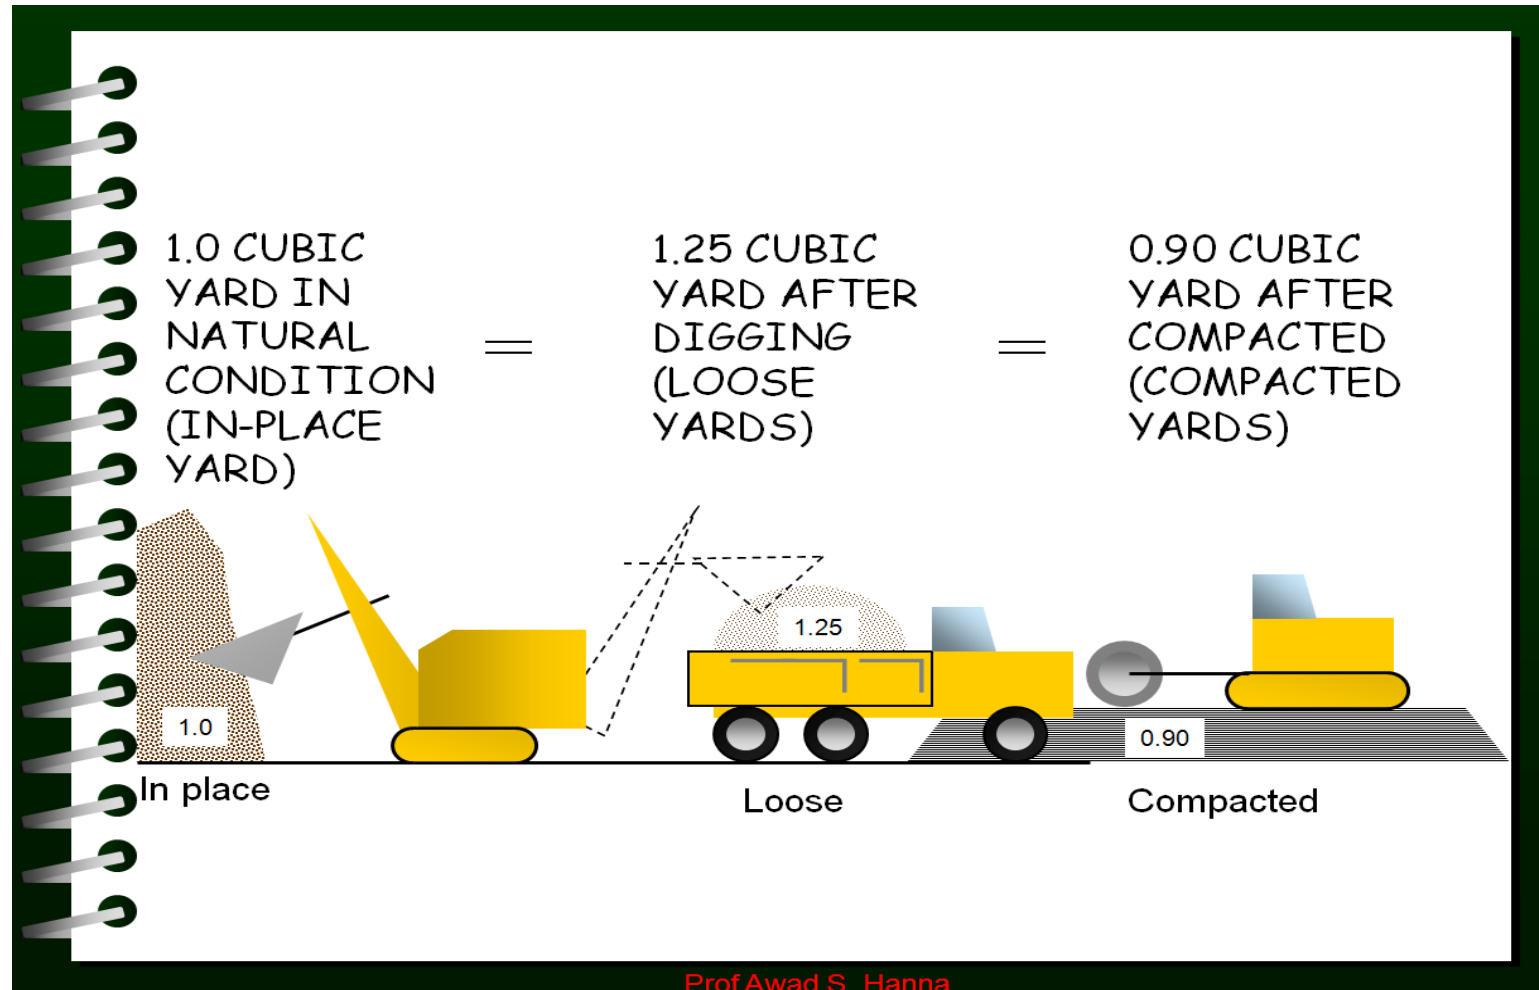 1.0 CUBIC
YARD IN
NATURAL
CONDITION
(IN-PLACE
YARD)
=
1.25 CUBIC
YARD AFTER
DIGGING
(LOOSE
YARDS)
=
0.90 CUBIC
YARD AFTER
COMPACTED
(COMPACTED
YARDS)
1.0
1.25
0.90
In place
Loose
Compacted
Prof Awad S. Hanna